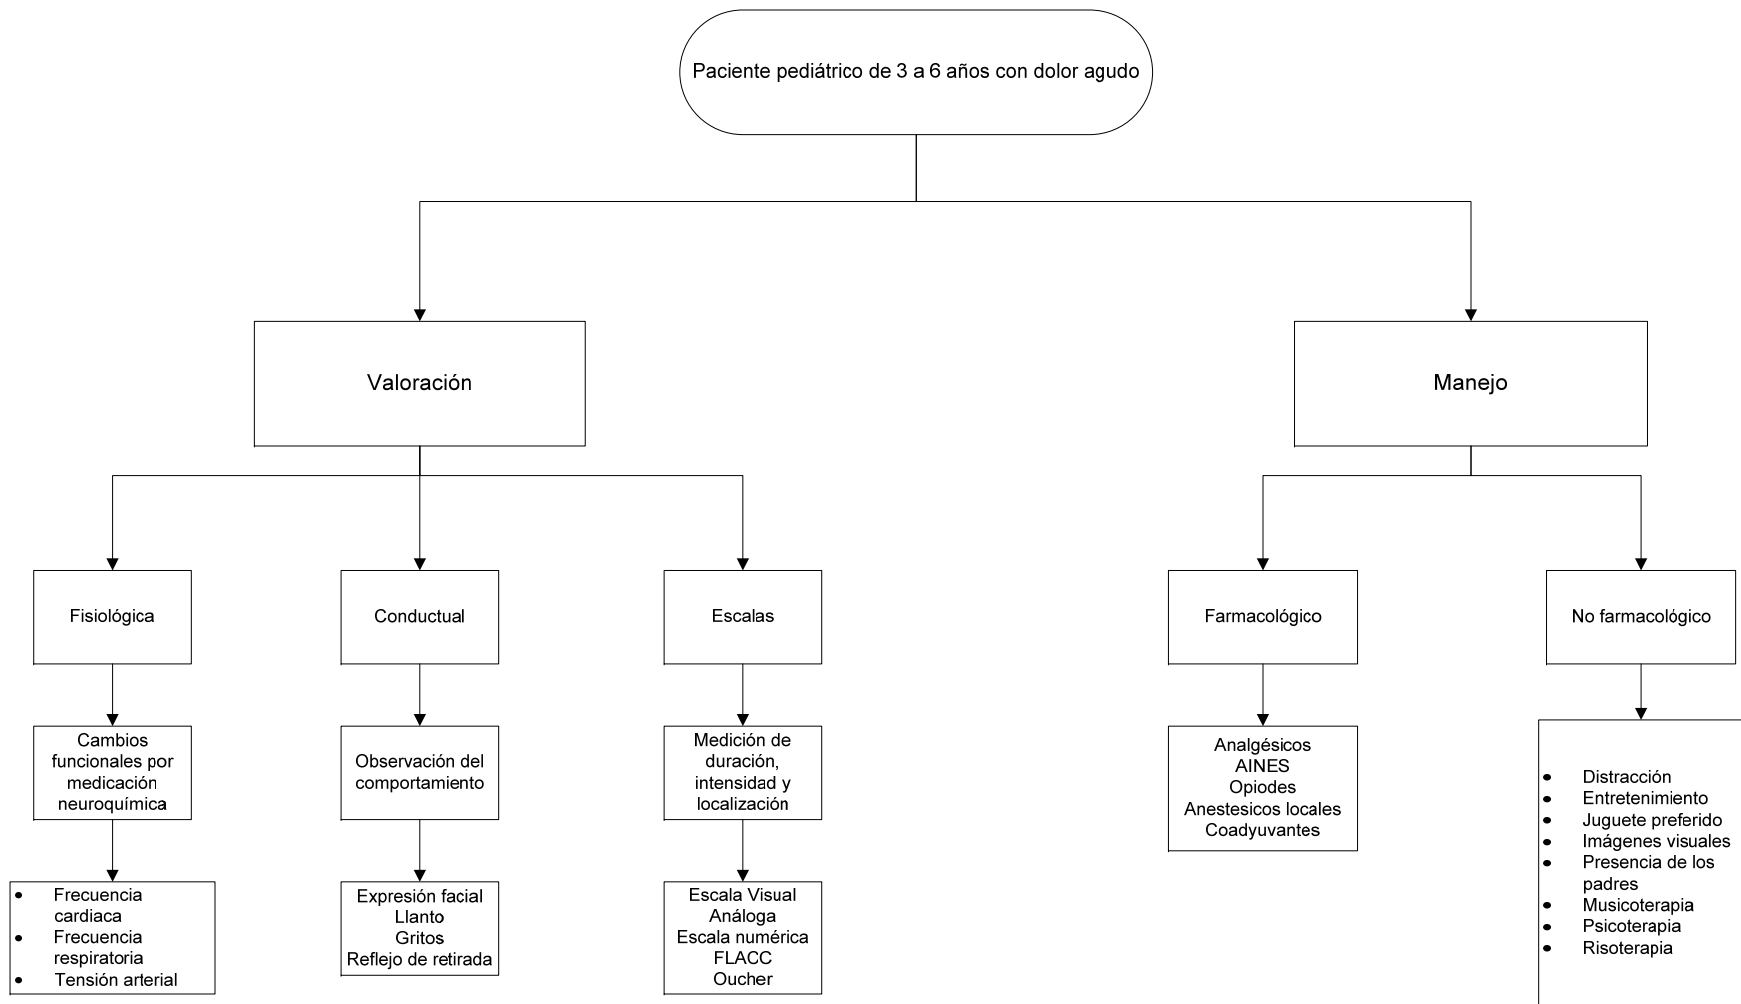 Paciente pediátrico de 3 a 6 años con dolor agudo
Valoración
Manejo
Fisiológica
Conductual
Escalas
Farmacológico
No farmacológico
Cambios
funcionales por
medicación
neuroquímica
Observación del
comportamiento
Medición de
duración,
intensidad y
localización
Analgésicos
AINES
Opiodes
Anestesicos locales
Coadyuvantes
• Distracción
• Entretenimiento
• Juguete preferido
• Imágenes visuales
• Presencia de los
padres
• Musicoterapia
• Psicoterapia
• Risoterapia
• Frecuencia
cardiaca
• Frecuencia
respiratoria
• Tensión arterial
Expresión facial
Llanto
Gritos
Reflejo de retirada
Escala Visual
Análoga
Escala numérica
FLACC
Oucher